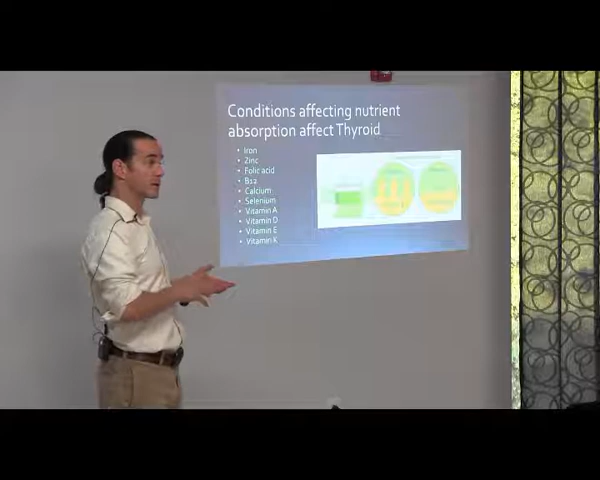 Conditions affecting nutrient
absorption affect Thyroid
• Iron
• Zinc
• Folic acid
• B12
• Calcium
• Selenium
• Vitamin A
• Vitamin D
• Vitamin E
• Vitamin K